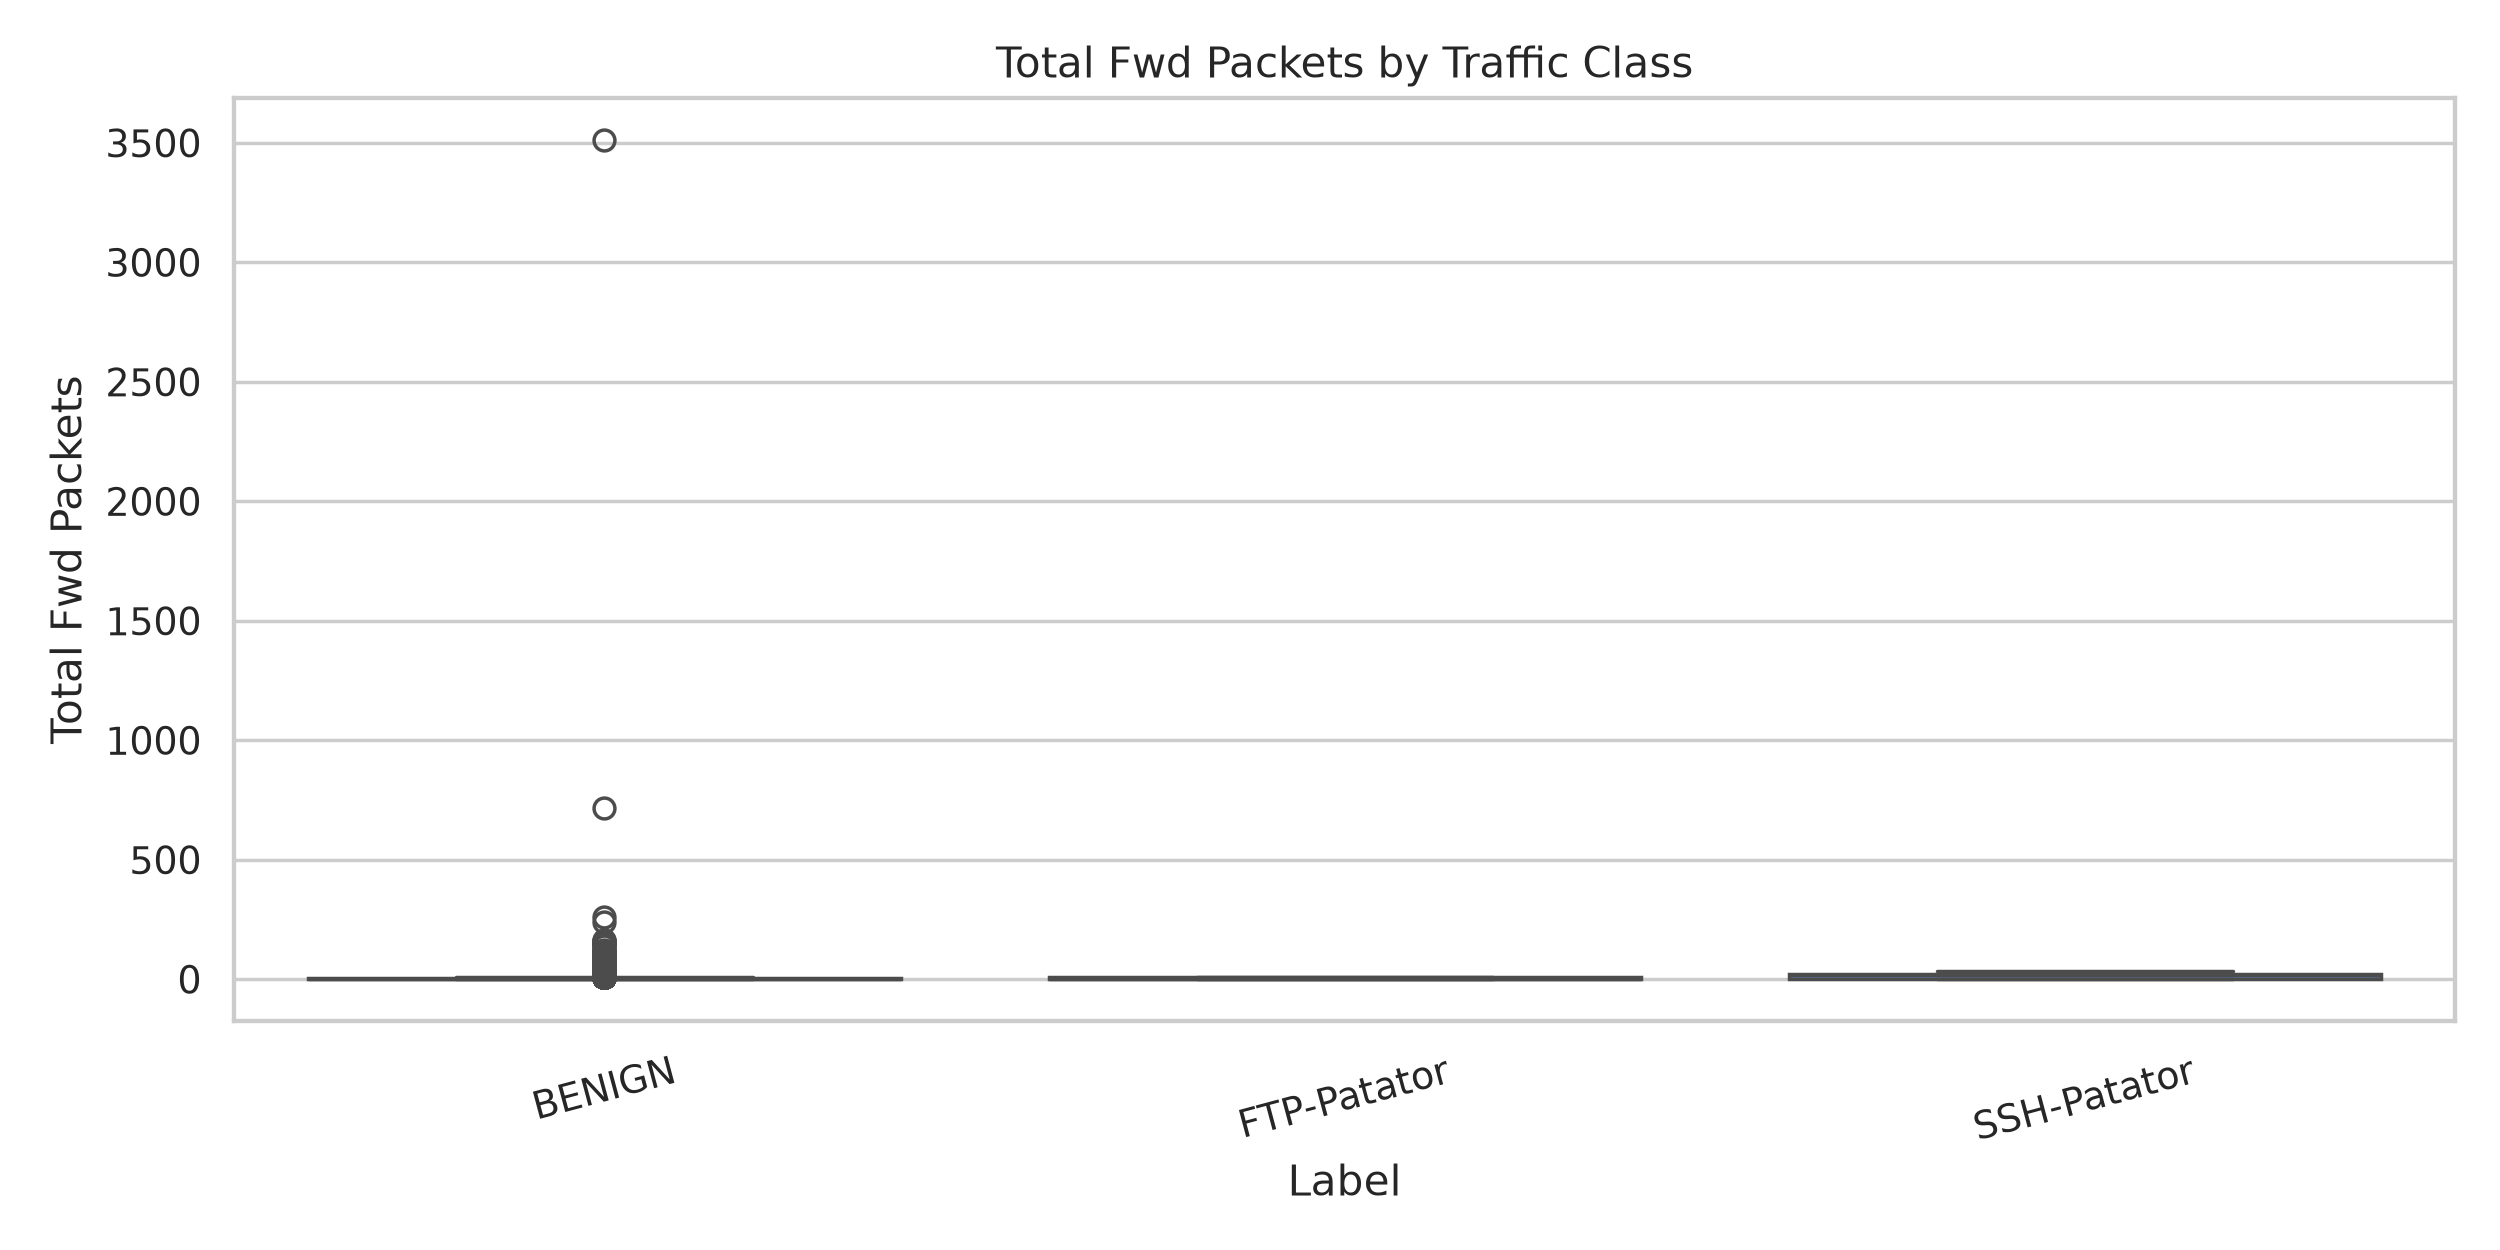 Total Fwd Packets by Traffic Class
Total Fwd Packets
3500
3000
2500
2000
1500
1000
500
0
BENIGN
FTP-Patator
SSH-Patator
Label